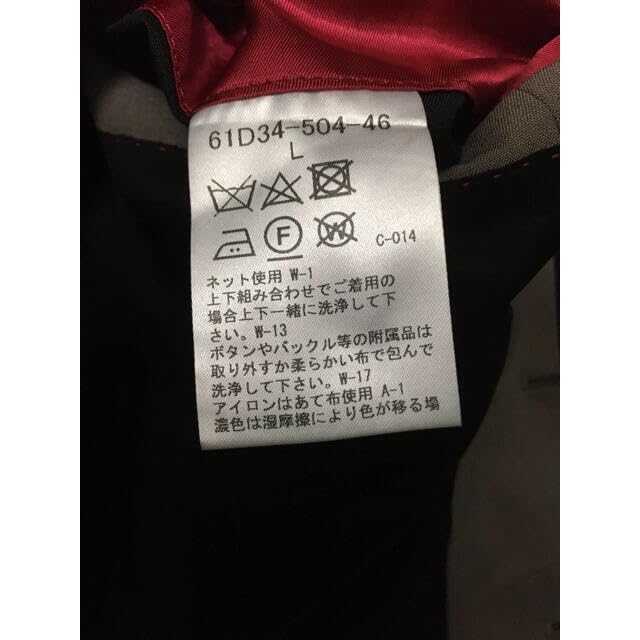 61D34-504-46
L
F W C-014
ネット使用 W-1
上下組み合わせでご着用の
場合上下一緒に洗浄して下
さい。W-13
ボタンやバックル等の附属品は
取り外すか柔らかい布で包んで
洗浄して下さい。W-17
アイロンはあて布使用 A-1
濃色は湿摩擦により色が移る場